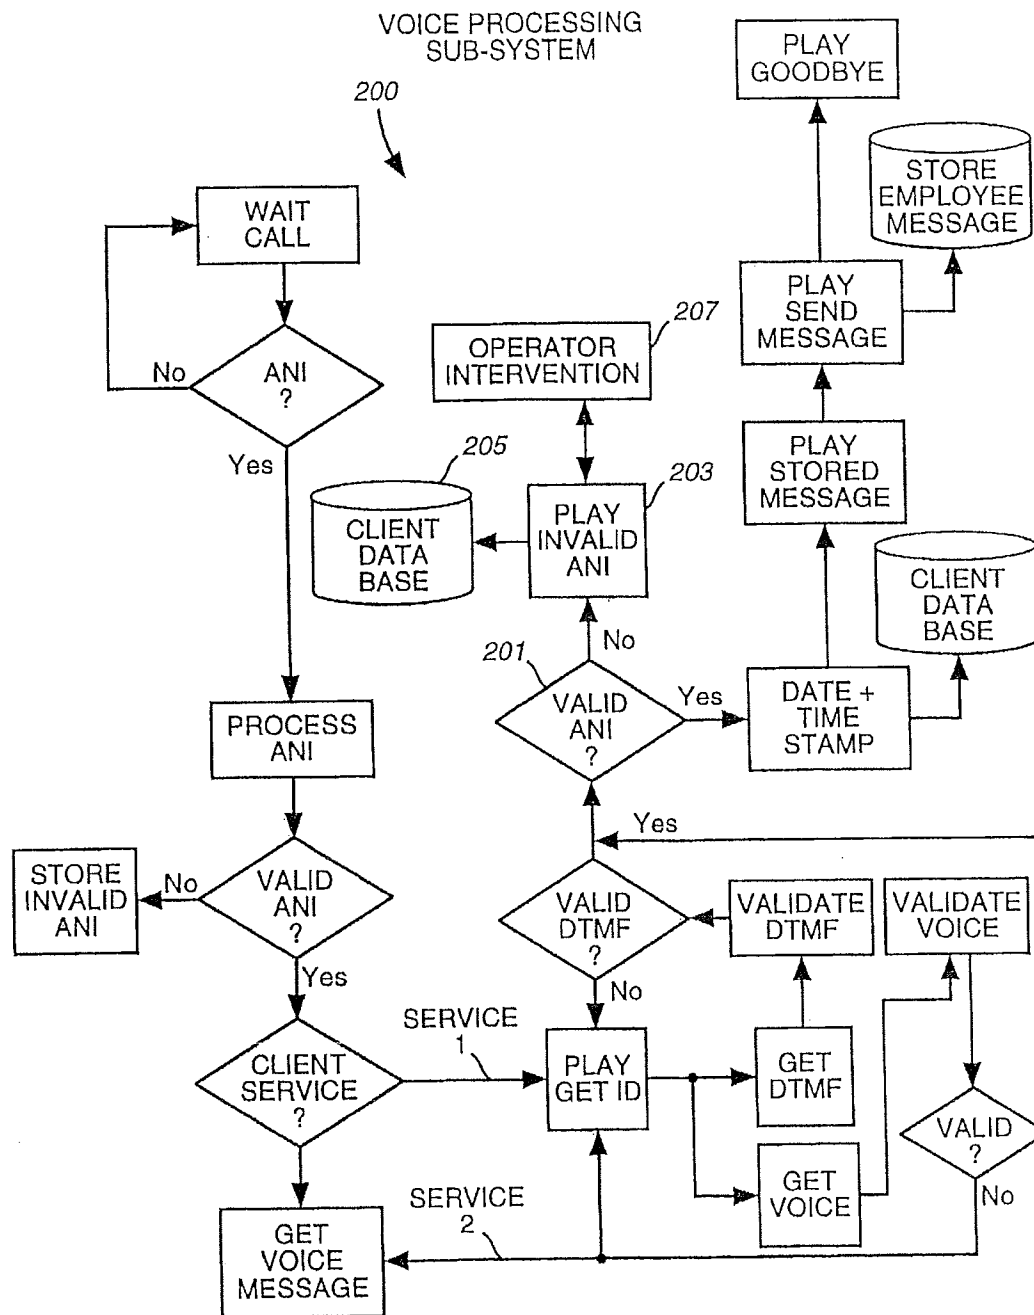 VOICE PROCESSING
SUB-SYSTEM
200
WAIT
CALL
ANI
?
No
Yes
PROCESS
ANI
VALID
ANI
?
No
STORE
INVALID
ANI
Yes
CLIENT
SERVICE
?
SERVICE
1
GET
VOICE
MESSAGE
SERVICE
2
PLAY
GET ID
GET
DTMF
GET
VOICE
VALIDATE
DTMF
VALIDATE
VOICE
VALID
?
No
VALID
DTMF
?
No
Yes
201
VALID
ANI
?
No
Yes
203
PLAY
INVALID
ANI
205
CLIENT
DATA
BASE
207
OPERATOR
INTERVENTION
DATE +
TIME
STAMP
CLIENT
DATA
BASE
PLAY
STORED
MESSAGE
PLAY
SEND
MESSAGE
STORE
EMPLOYEE
MESSAGE
PLAY
GOODBYE